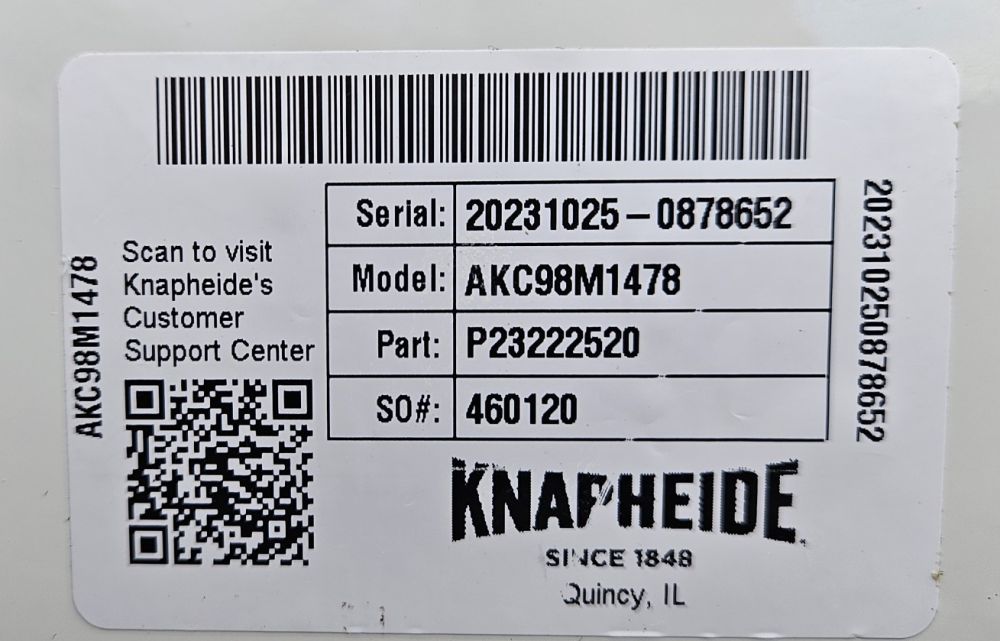 Serial: 20231025-0878652
Model: AKC98M1478
Part: P23222520
SO#: 460120
AKC98M1478
Scan to visit
Knapheide's
Customer
Support Center
202310250878652
KNAPHEIDE
SINCE 1848
Quincy, IL